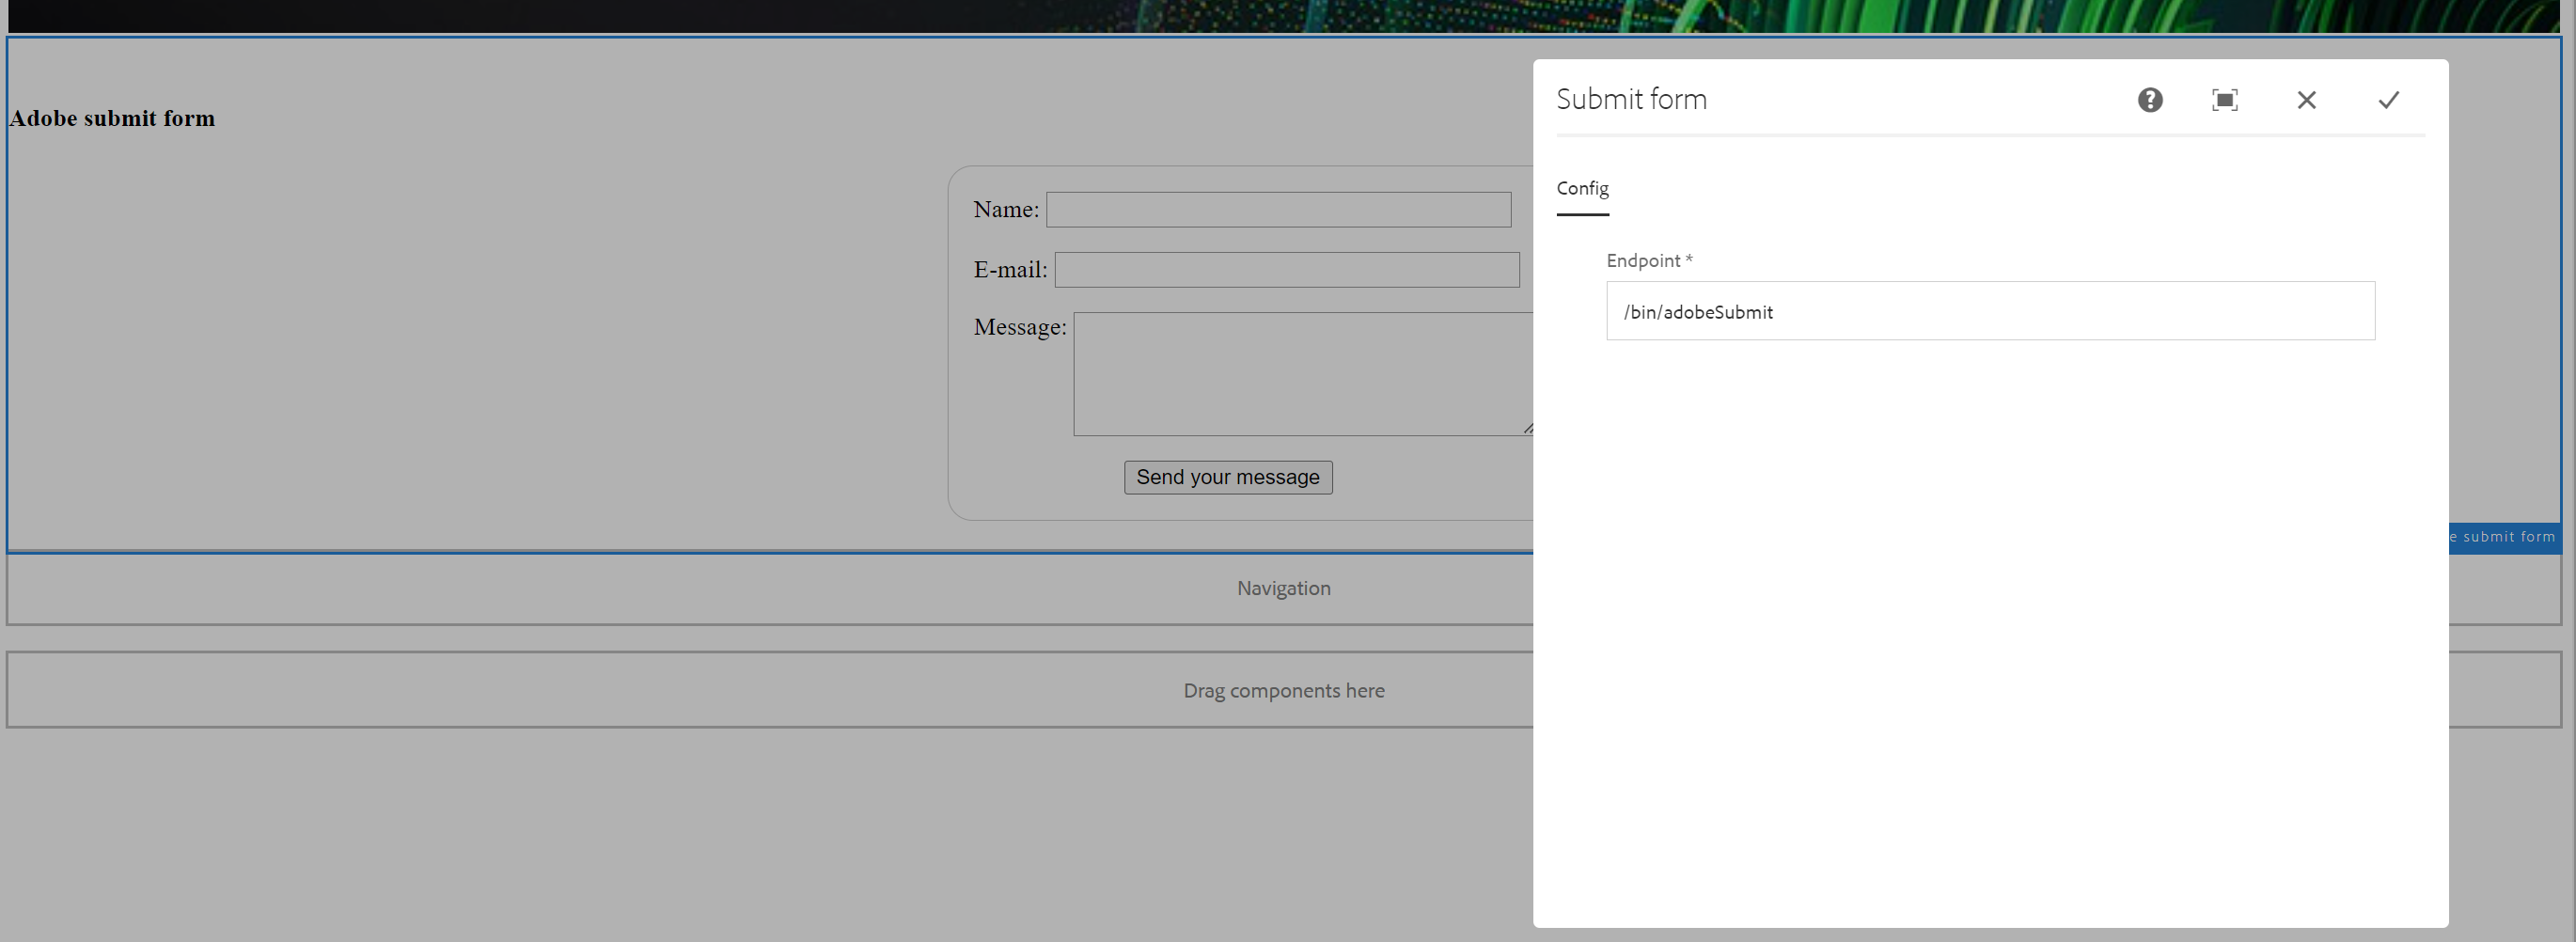 Adobe submit form
Name:
E-mail:
Message:
Send your message
Navigation
Drag components here
Submit form
Config
Endpoint *
/bin/adobeSubmit
submit form